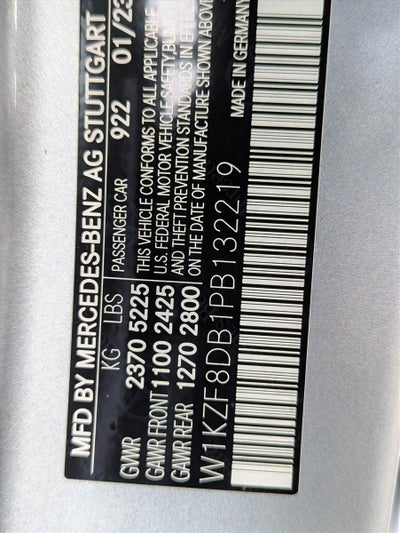 MFD BY MERCEDES-BENZ AG STUTTGART
KG LBS PASSENGER CAR 922 01/23
GVWR 2370 5225 THIS VEHICLE CONFORMS TO ALL APPLICABLE
GAWR FRONT 1100 2425 U.S. FEDERAL MOTOR VEHICLE SAFETY,
GAWR REAR 1270 2800 AND THEFT PREVENTION STANDARDS IN EFFECT
ON THE DATE OF MANUFACTURE SHOWN ABOVE
W1KZF8DB1PB132219 MADE IN GERMANY